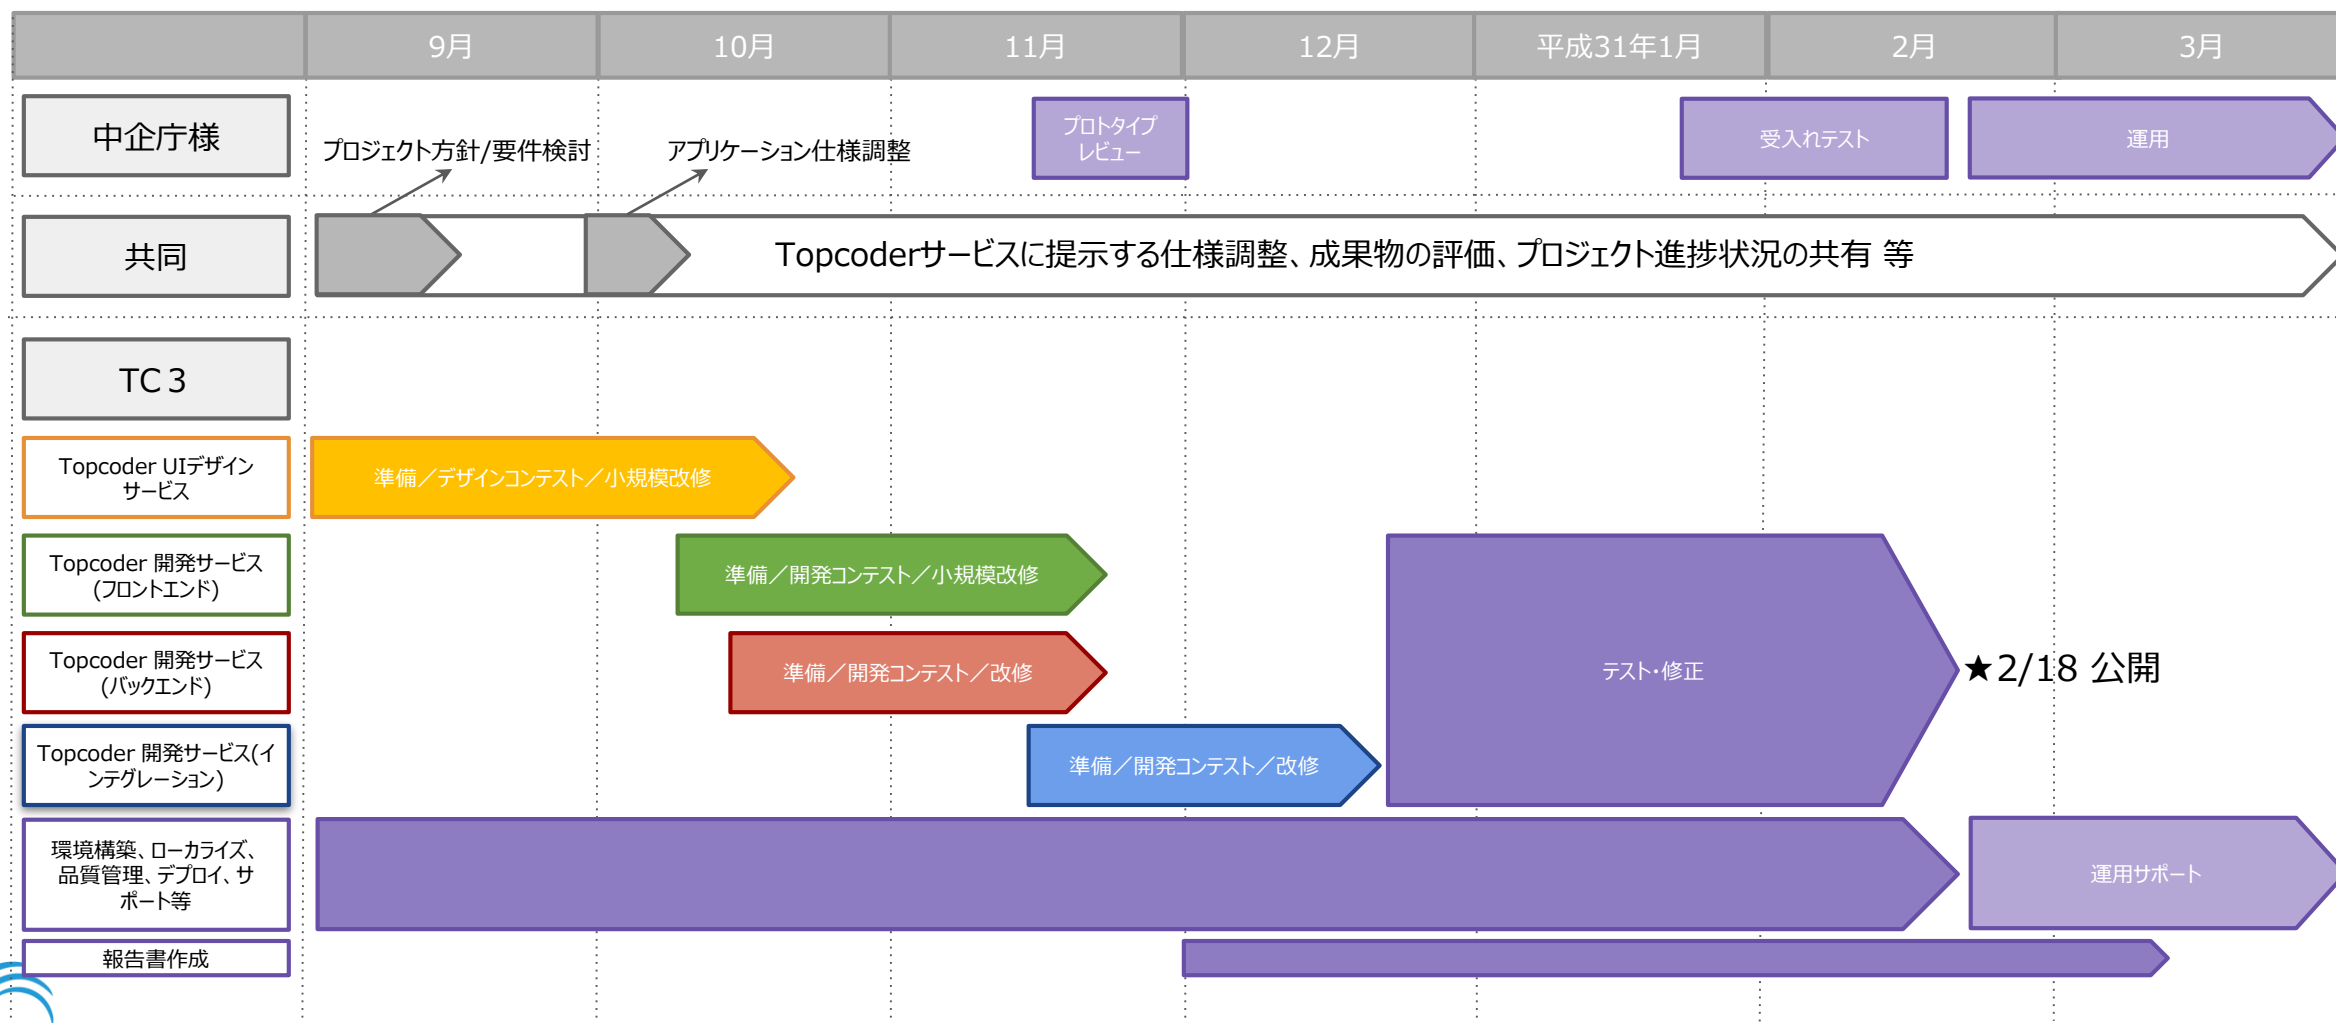 9月
10月
11月
12月
平成31年1月
2月
3月
中企庁様
プロジェクト方針/要件検討
アプリケーション仕様調整
プロトタイプ
レビュー
受入れテスト
運用
共同
Topcoderサービスに提示する仕様調整、成果物の評価、プロジェクト進捗状況の共有 等
TC3
Topcoder UIデザイン
サービス
準備／デザインコンテスト／小規模改修
Topcoder 開発サービス
(フロントエンド)
準備／開発コンテスト／小規模改修
Topcoder 開発サービス
(バックエンド)
準備／開発コンテスト／改修
テスト・修正
★2/18 公開
Topcoder 開発サービス(イ
ンテグレーション)
準備／開発コンテスト／改修
環境構築、ローカライズ、
品質管理、デプロイ、サ
ポート等
運用サポート
報告書作成